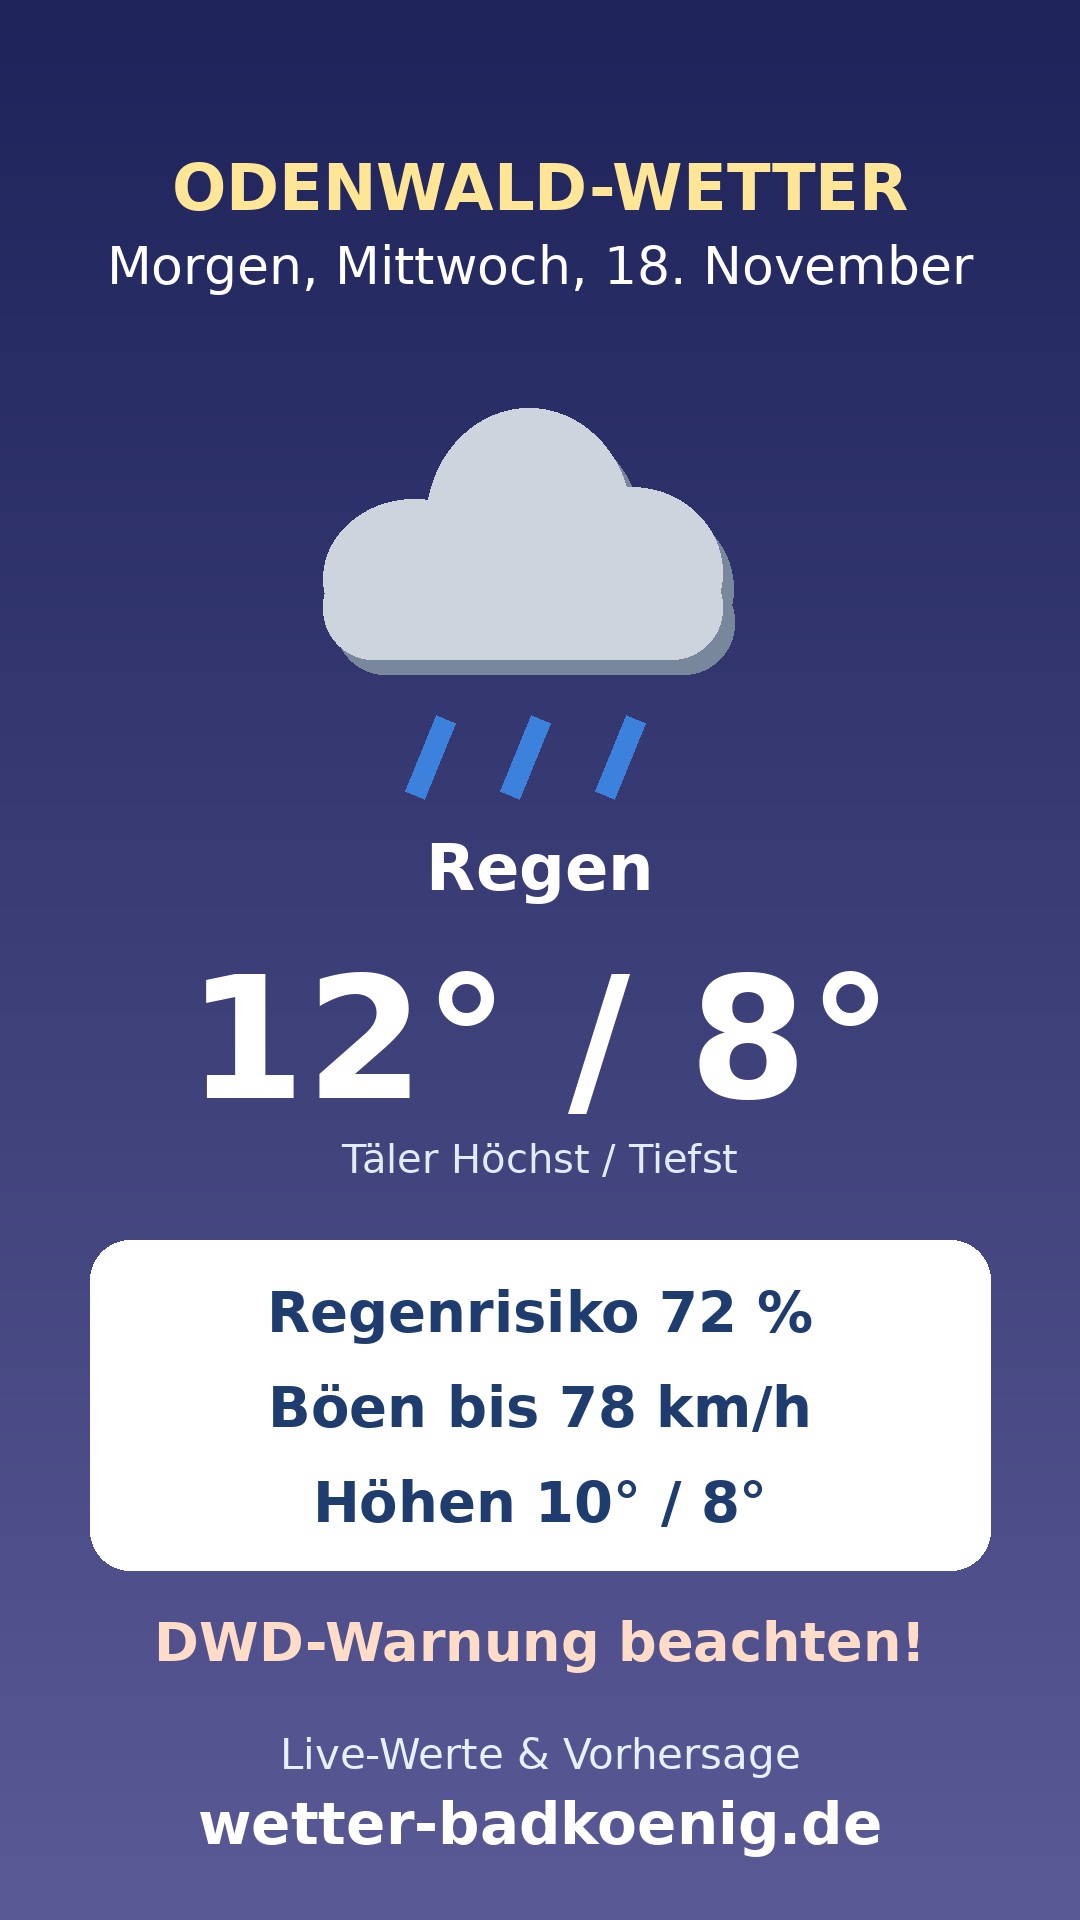 ODENWALD-WETTER
Morgen, Mittwoch, 18. November
Regen
12° / 8°
Täler Höchst / Tiefst
Regenrisiko 72 %
Böen bis 78 km/h
Höhen 10° / 8°
DWD-Warnung beachten!
Live-Werte & Vorhersage
wetter-badkoenig.de